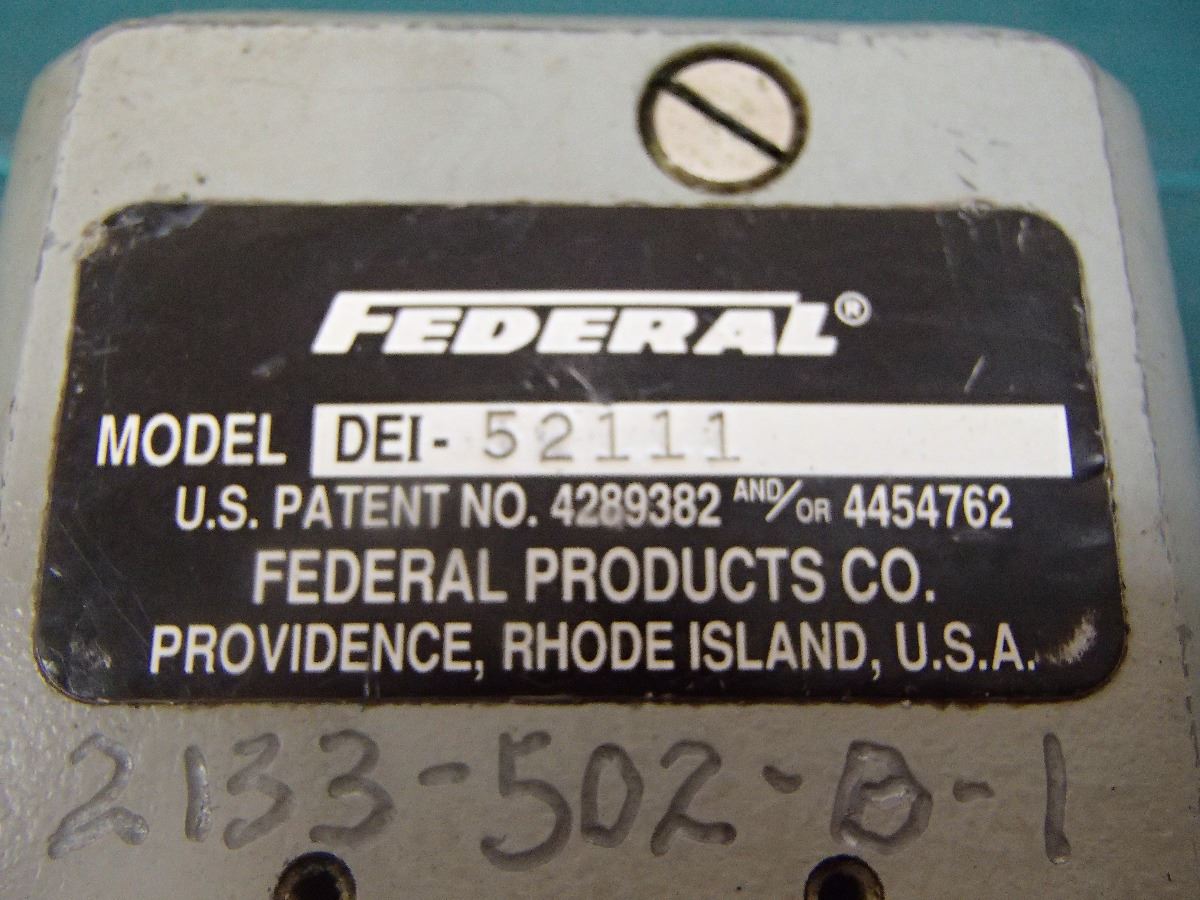 FEDERAL®
MODEL DEI- 52111
U.S. PATENT NO. 4289382 AND/OR 4454762
FEDERAL PRODUCTS CO.
PROVIDENCE, RHODE ISLAND, U.S.A.
2133-502-B-1